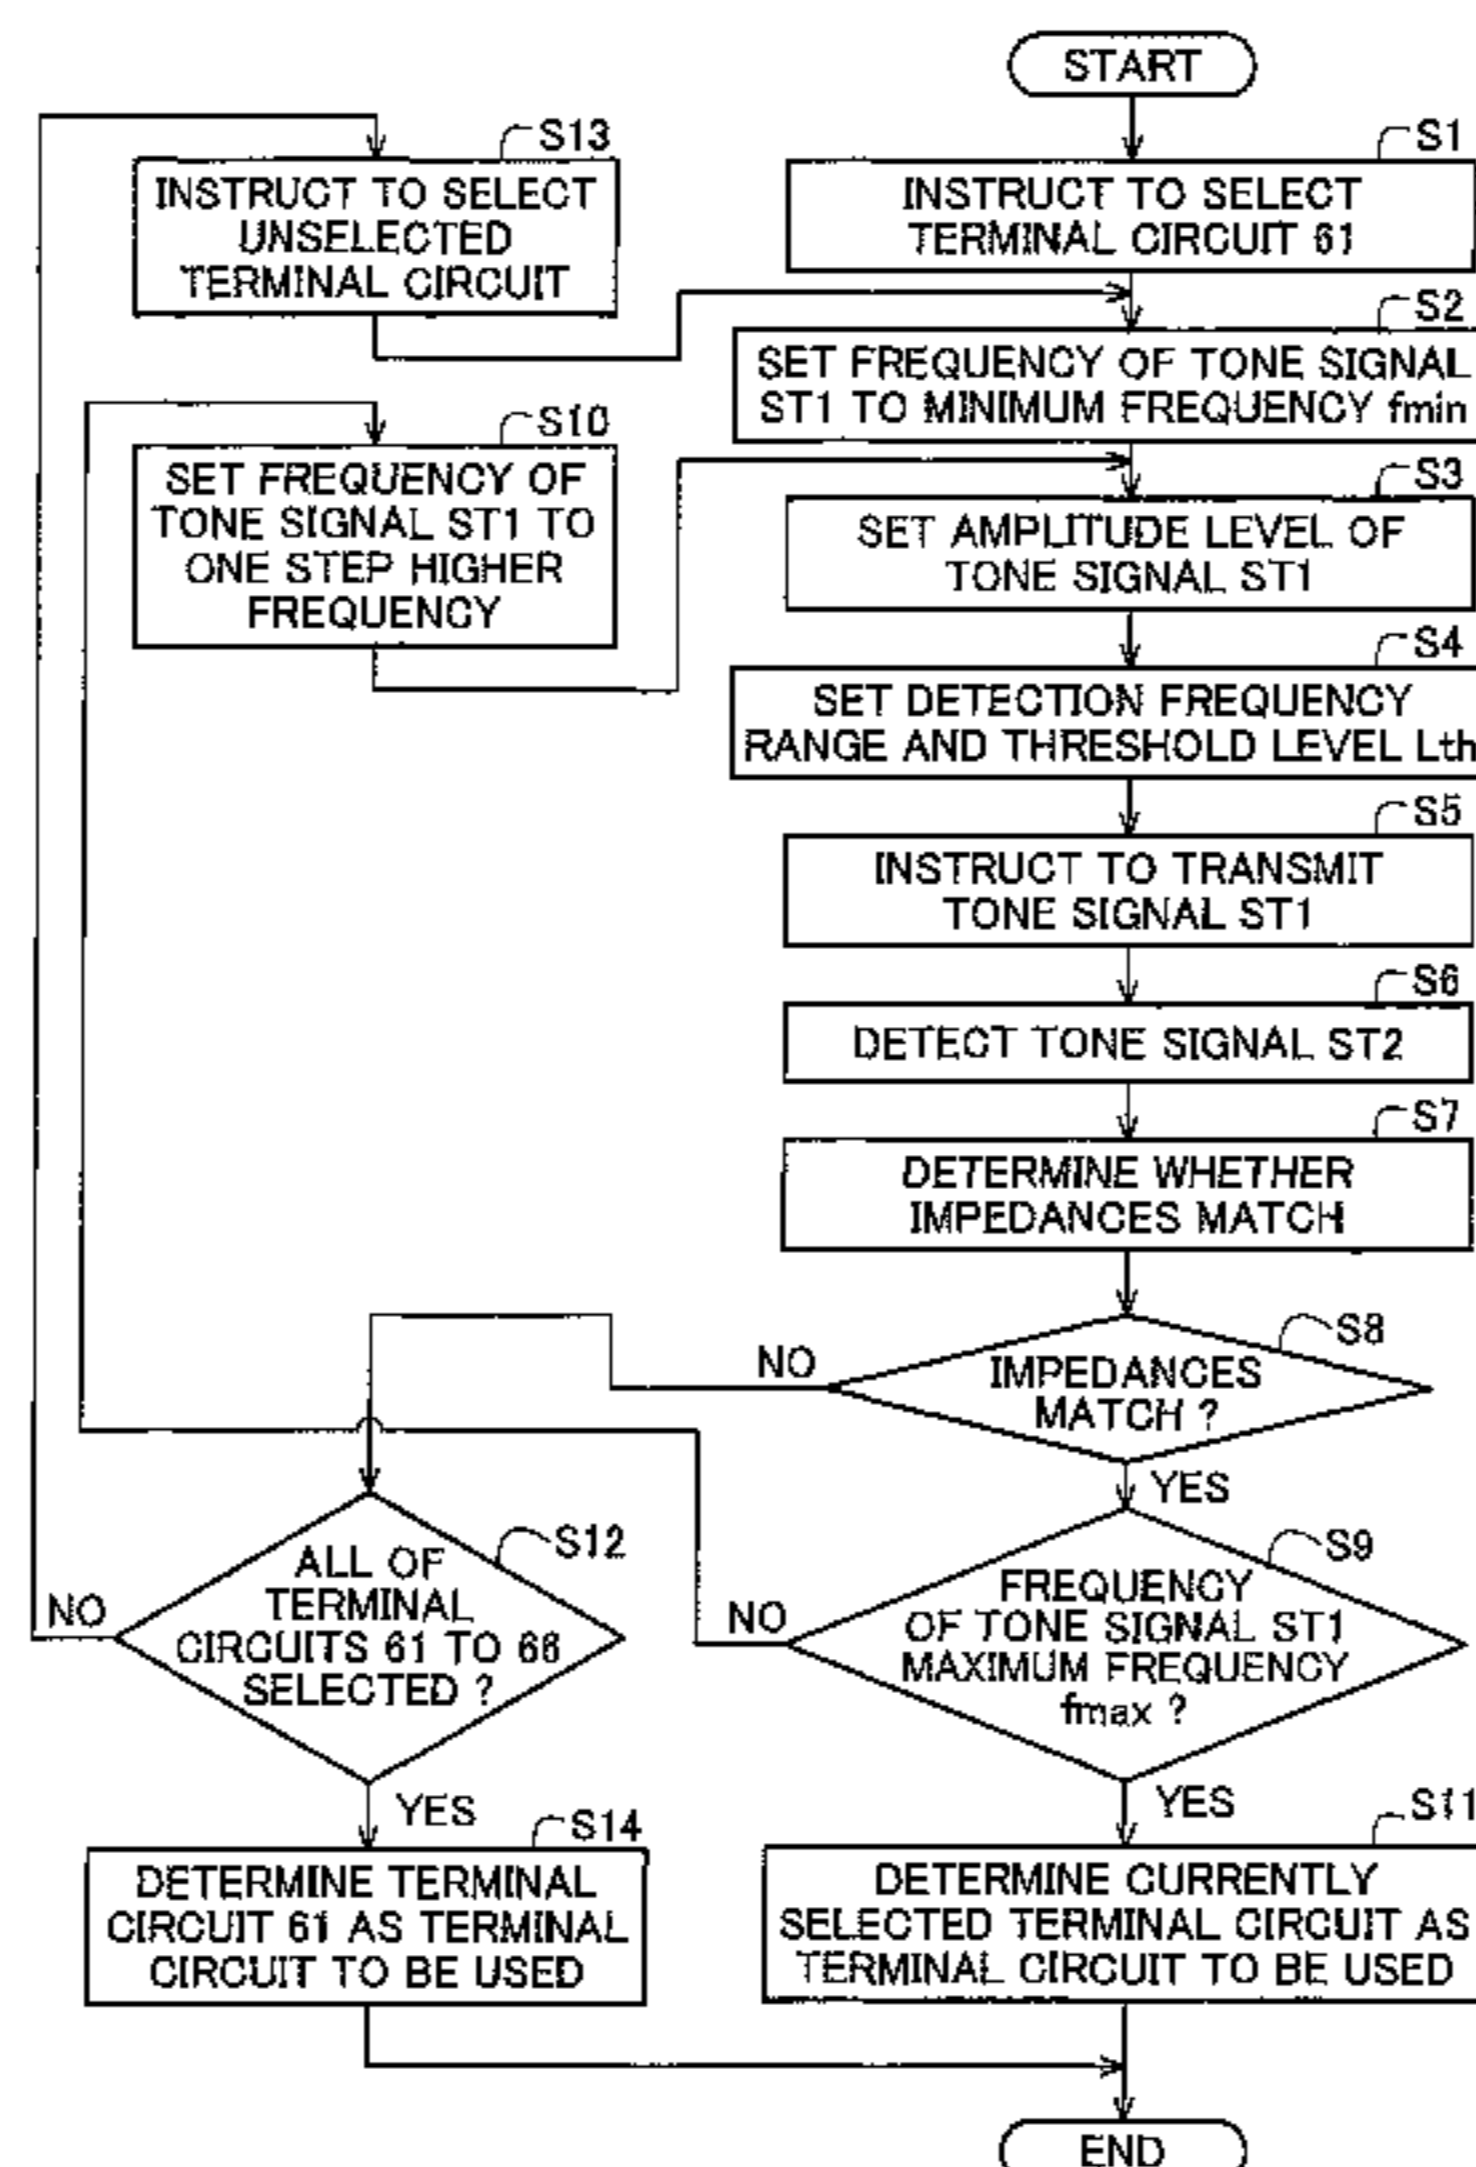 START
S13
INSTRUCT TO SELECT
UNSELECTED
TERMINAL CIRCUIT
S1
INSTRUCT TO SELECT
TERMINAL CIRCUIT 61
S2
SET FREQUENCY OF TONE SIGNAL
ST1 TO MINIMUM FREQUENCY fmin
S10
SET FREQUENCY OF
TONE SIGNAL ST1 TO
ONE STEP HIGHER
FREQUENCY
S3
SET AMPLITUDE LEVEL OF
TONE SIGNAL ST1
S4
SET DETECTION FREQUENCY
RANGE AND THRESHOLD LEVEL Lth
S5
INSTRUCT TO TRANSMIT
TONE SIGNAL ST1
S6
DETECT TONE SIGNAL ST2
S7
DETERMINE WHETHER
IMPEDANCES MATCH
S8
NO
IMPEDANCES
MATCH ?
YES
S12
ALL OF
TERMINAL
CIRCUITS 61 TO 66
SELECTED ?
NO
YES
S9
FREQUENCY
OF TONE SIGNAL ST1
MAXIMUM FREQUENCY
fmax ?
NO
YES
S14
DETERMINE TERMINAL
CIRCUIT 61 AS TERMINAL
CIRCUIT TO BE USED
S11
DETERMINE CURRENTLY
SELECTED TERMINAL CIRCUIT AS
TERMINAL CIRCUIT TO BE USED
END